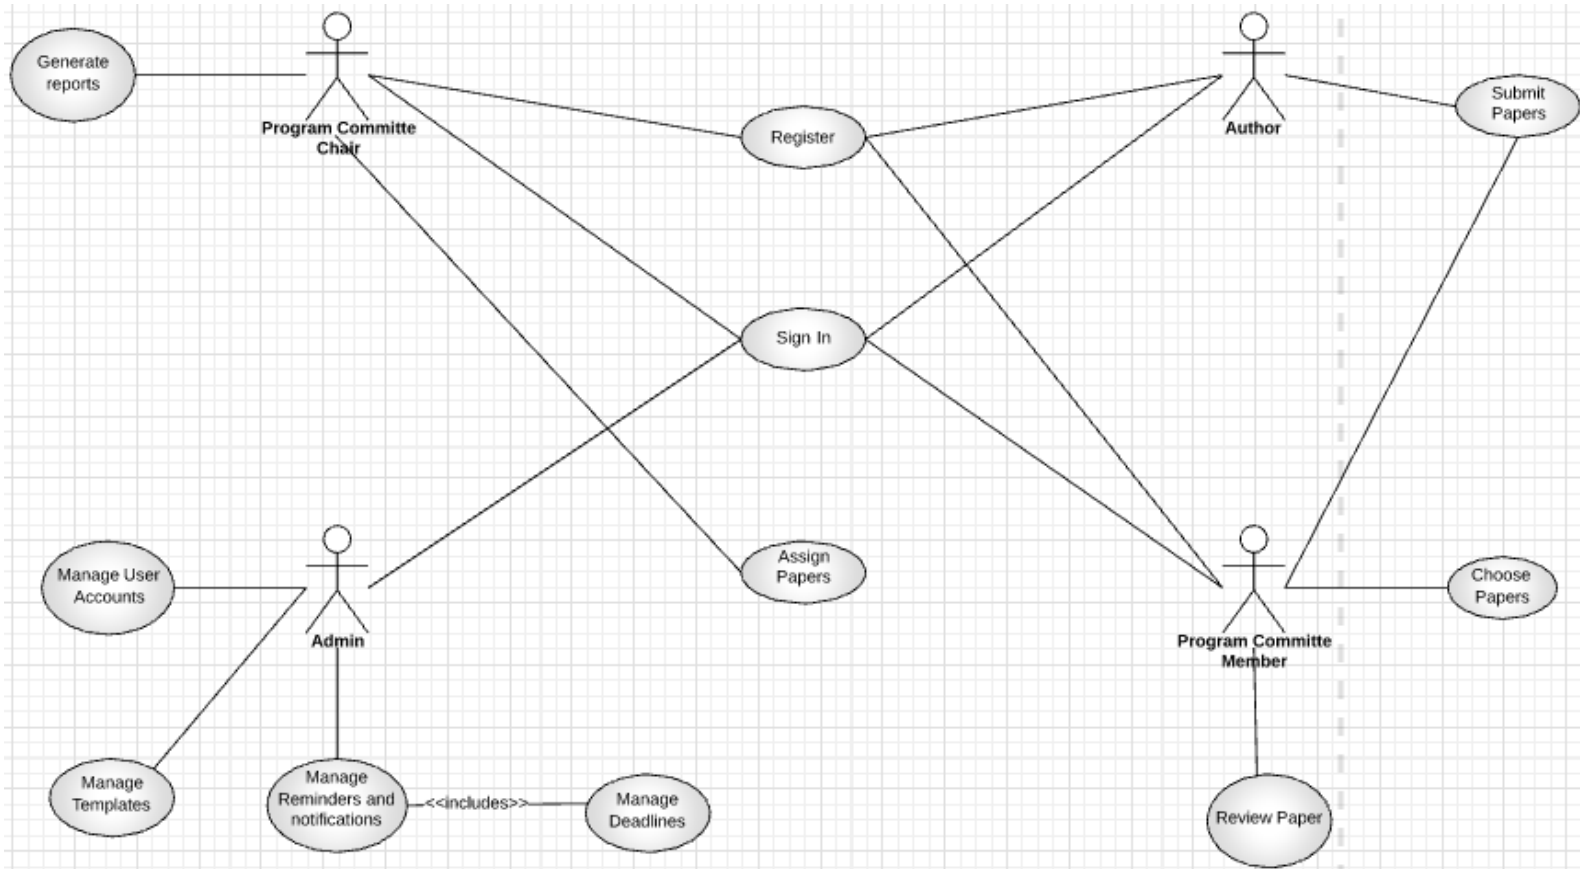 Generate
reports
Program Committe
Chair
Register
Author
Submit
Papers
Sign In
Manage User
Accounts
Admin
Assign
Papers
Program Committe
Member
Choose
Papers
Manage
Templates
Manage
Reminders and
notifications
<<includes>>
Manage
Deadlines
Review Paper